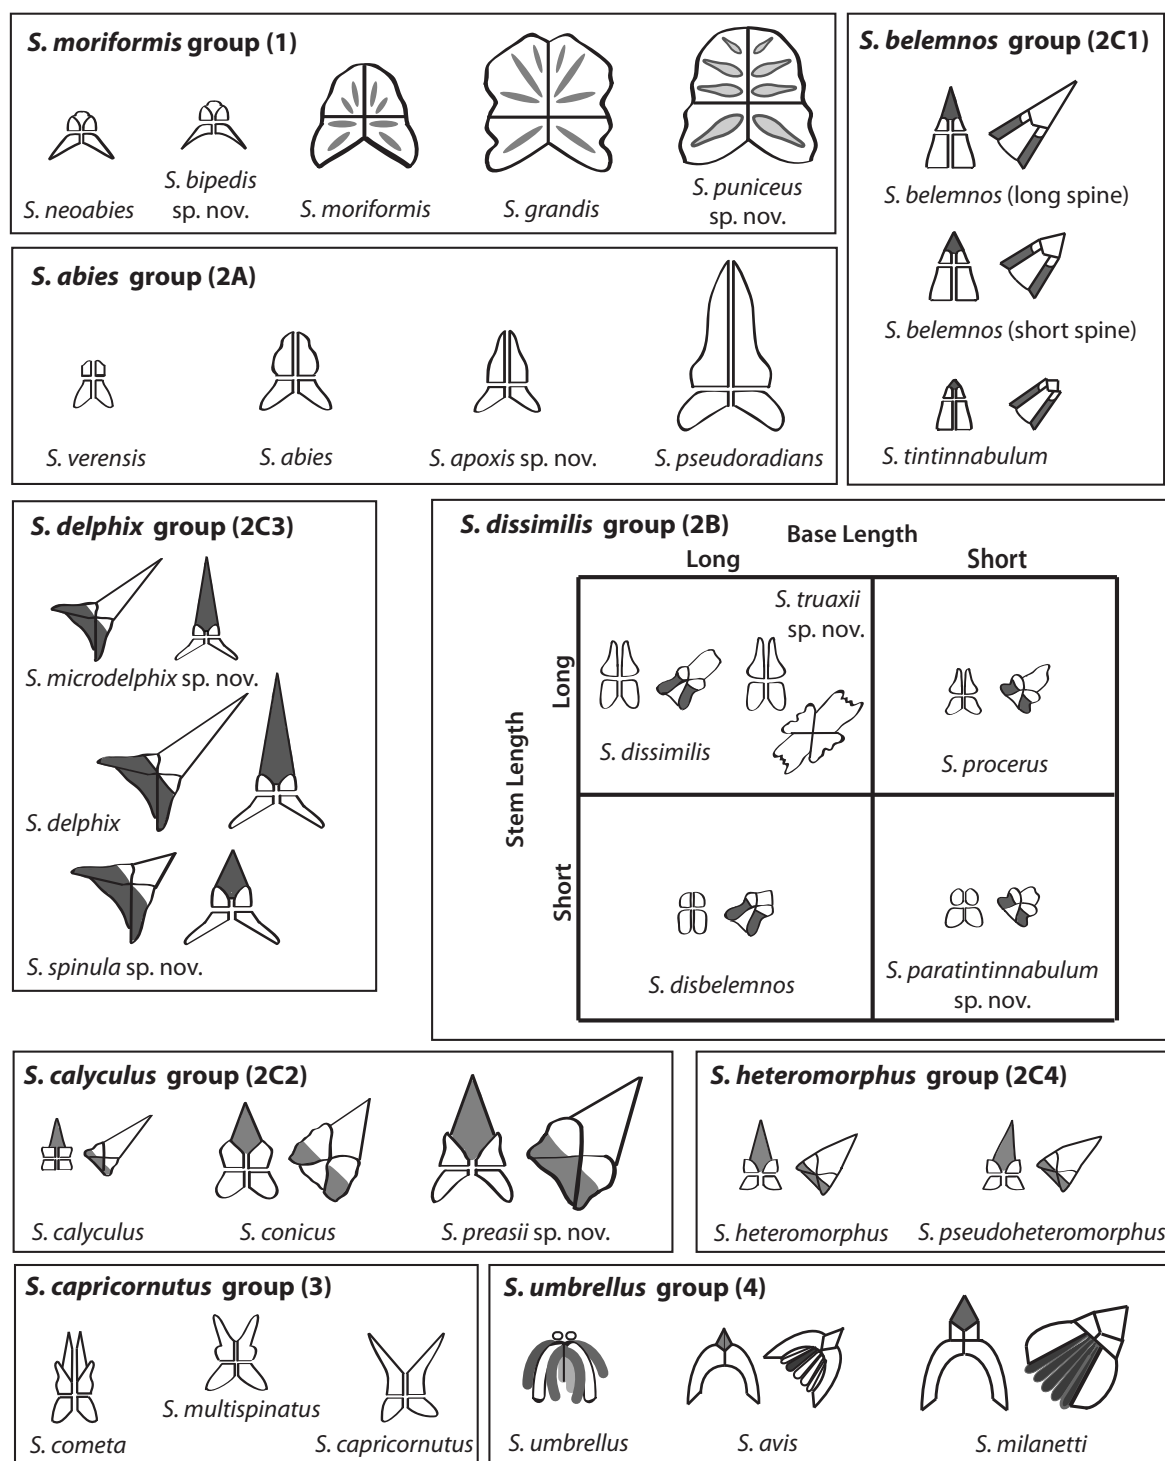 S. moriformis group (1)
S. neoabies
S. bipedis
sp. nov.
S. moriformis
S. grandis
S. puniceus
sp. nov.
S. belemnos group (2C1)
S. belemnos (long spine)
S. belemnos (short spine)
S. tintinnabulum
S. abies group (2A)
S. verensis
S. abies
S. apoxis sp. nov.
S. pseudoradians
S. delphix group (2C3)
S. microdelphix sp. nov.
S. delphix
S. spinula sp. nov.
S. dissimilis group (2B)
Base Length
Long
Short
Stem Length
Long
Short
S. truaxii
sp. nov.
S. dissimilis
S. procerus
S. disbelemnos
S. paratintinnabulum
sp. nov.
S. calyculus group (2C2)
S. calyculus
S. conicus
S. preasii sp. nov.
S. heteromorphus group (2C4)
S. heteromorphus
S. pseudoheteromorphus
S. capricornutus group (3)
S. cometa
S. multispinatus
S. capricornutus
S. umbrellus group (4)
S. umbrellus
S. avis
S. milanetti